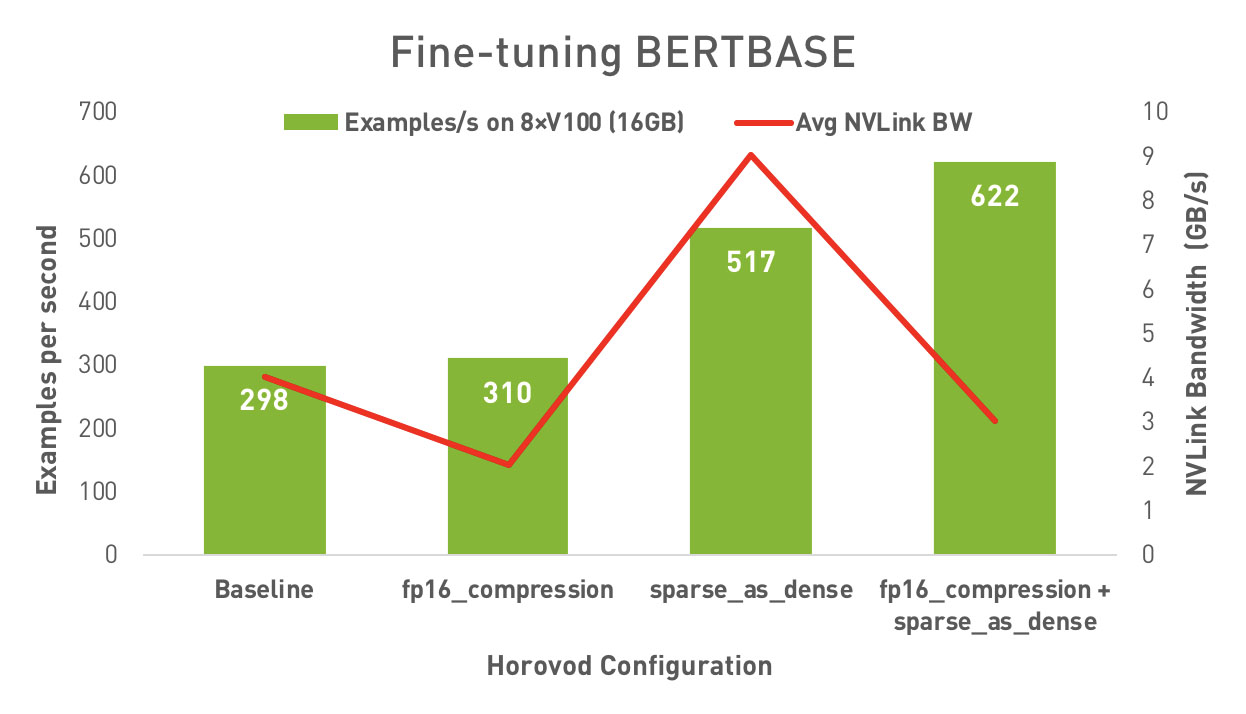 Fine-tuning BERTBASE
Examples/s on 8×V100 (16GB)
Avg NVLink BW
Examples per second
700
600
500
400
300
200
100
0
298
310
517
622
10
9
8
7
6
5
4
3
2
1
0
NVLink Bandwidth (GB/s)
Baseline
fp16_compression
sparse_as_dense
fp16_compression +
sparse_as_dense
Horovod Configuration